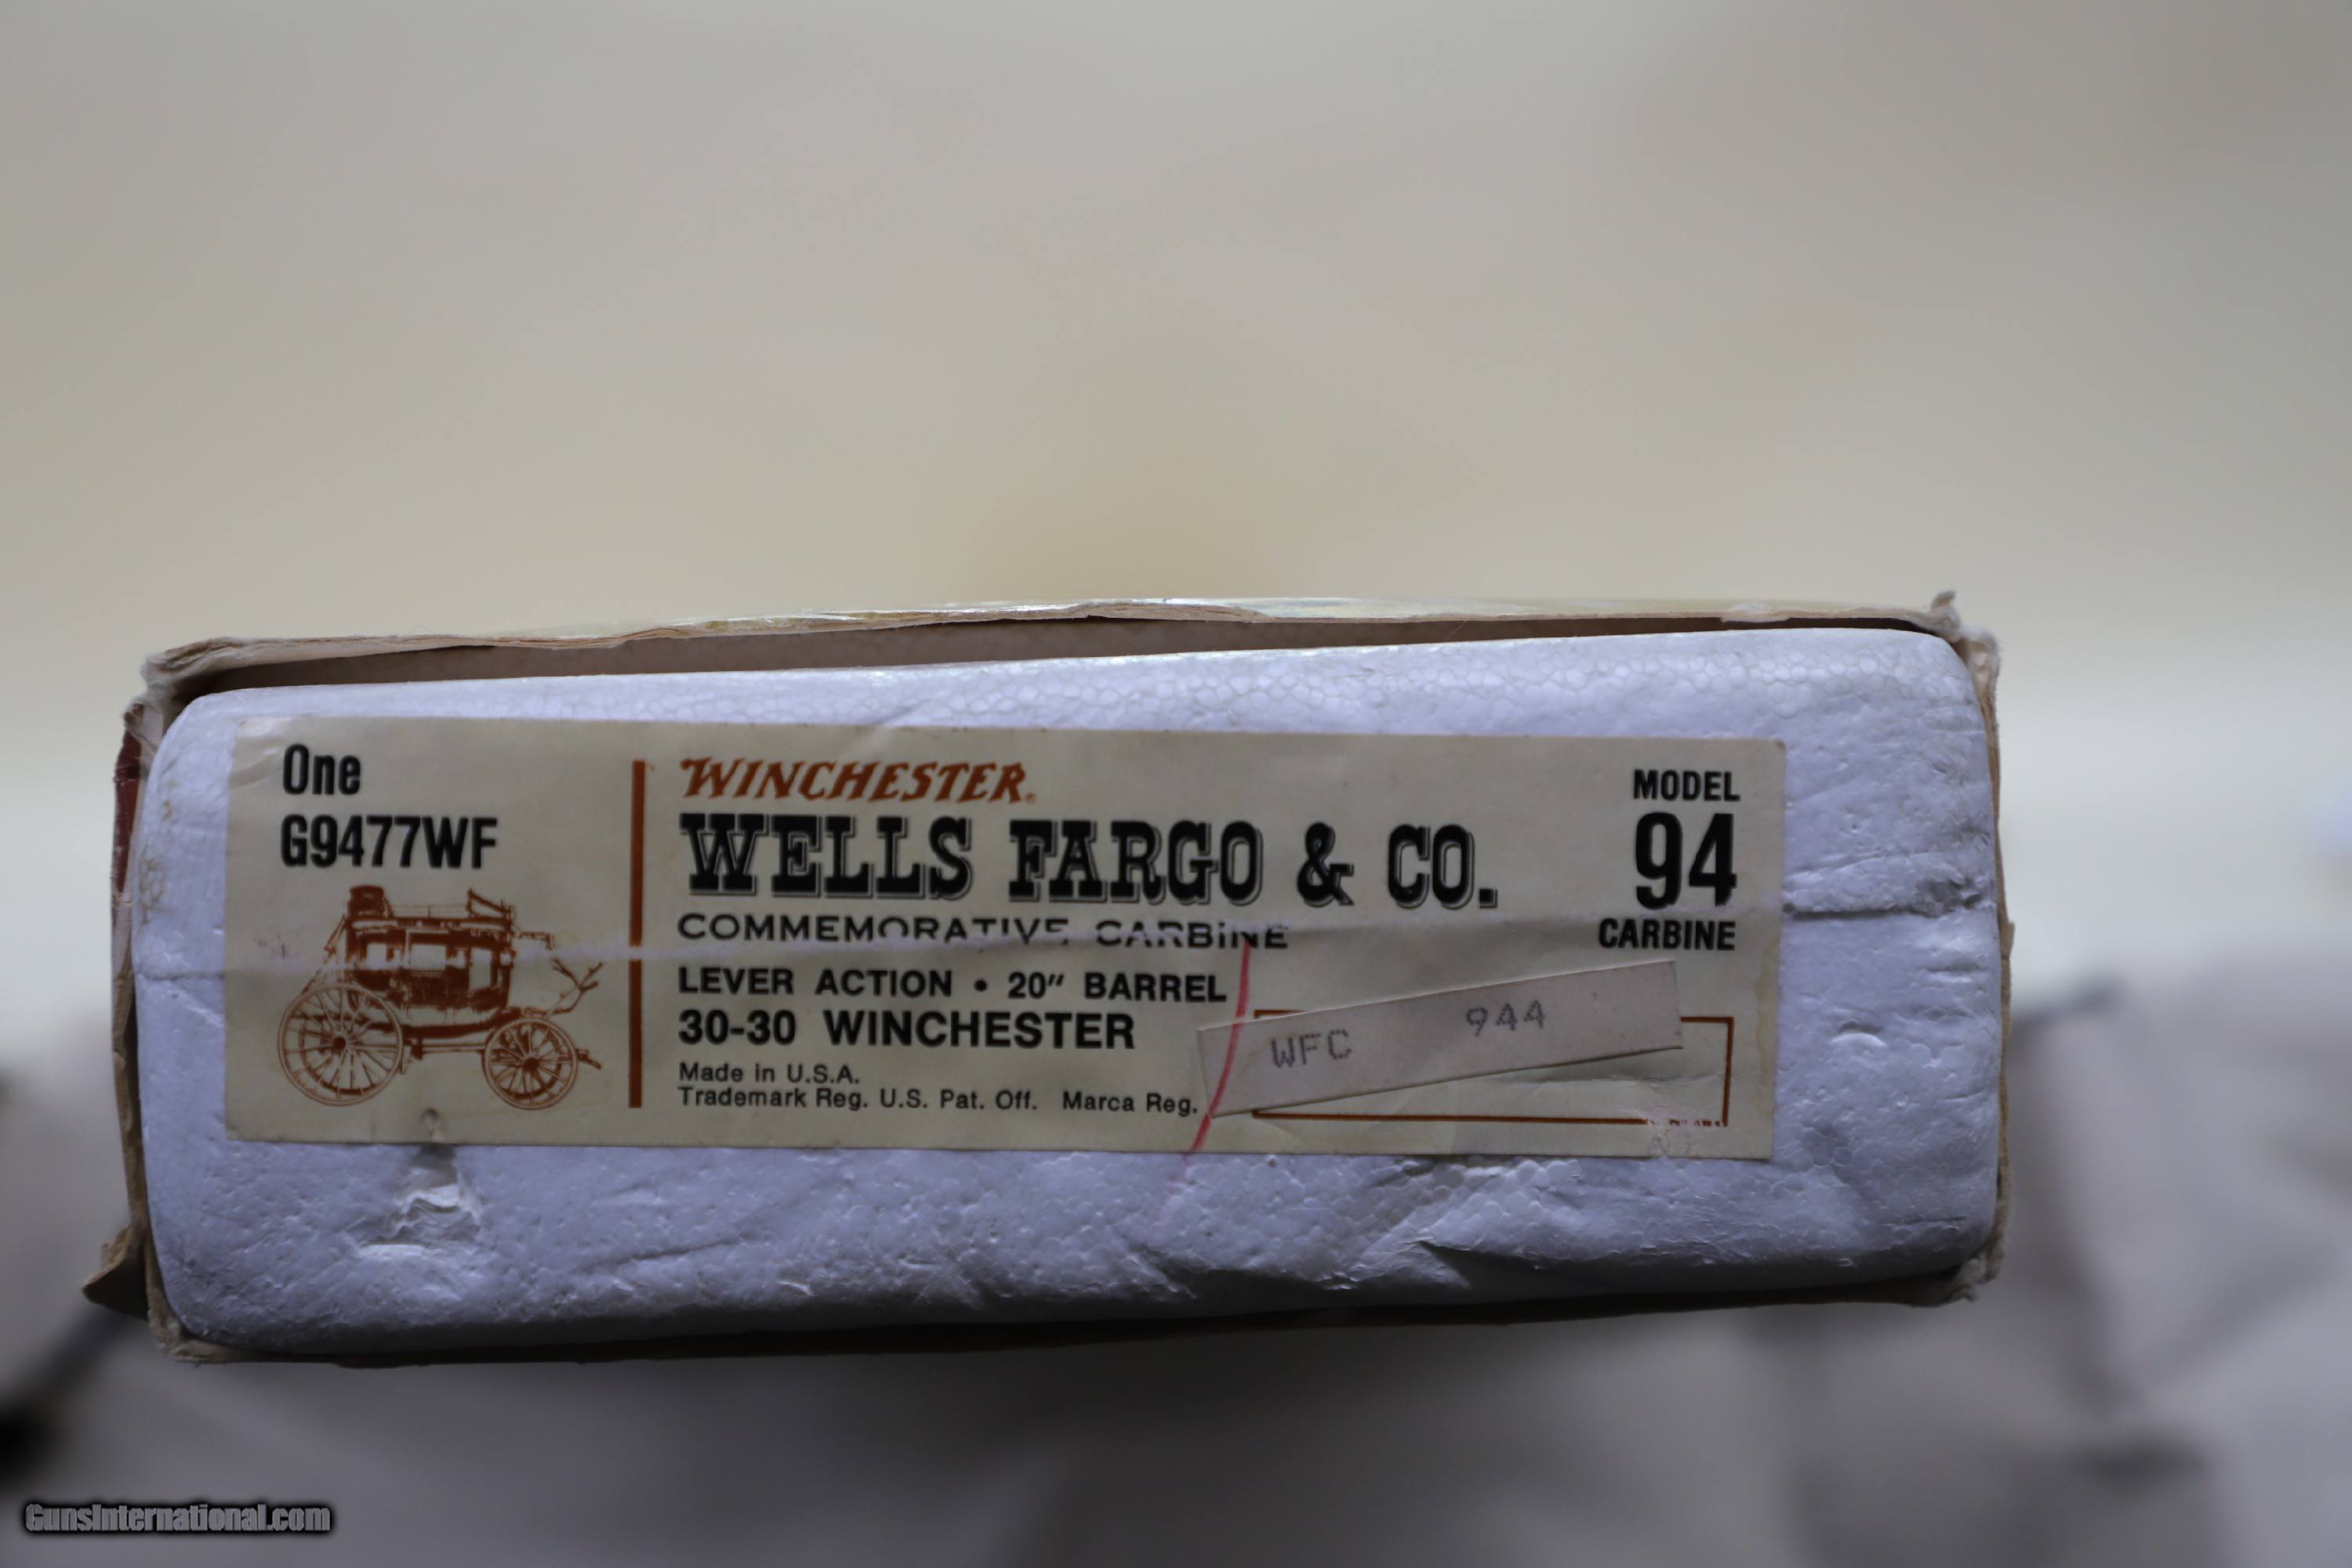 One
G9477WF
WINCHESTER®
WELLS FARGO & CO.
COMMEMORATIVE CARBINE
LEVER ACTION • 20" BARREL
30-30 WINCHESTER
Made in U.S.A.
Trademark Reg. U.S. Pat. Off. Marca Reg.
MODEL
94
CARBINE
WFC 944
GunsInternational.com